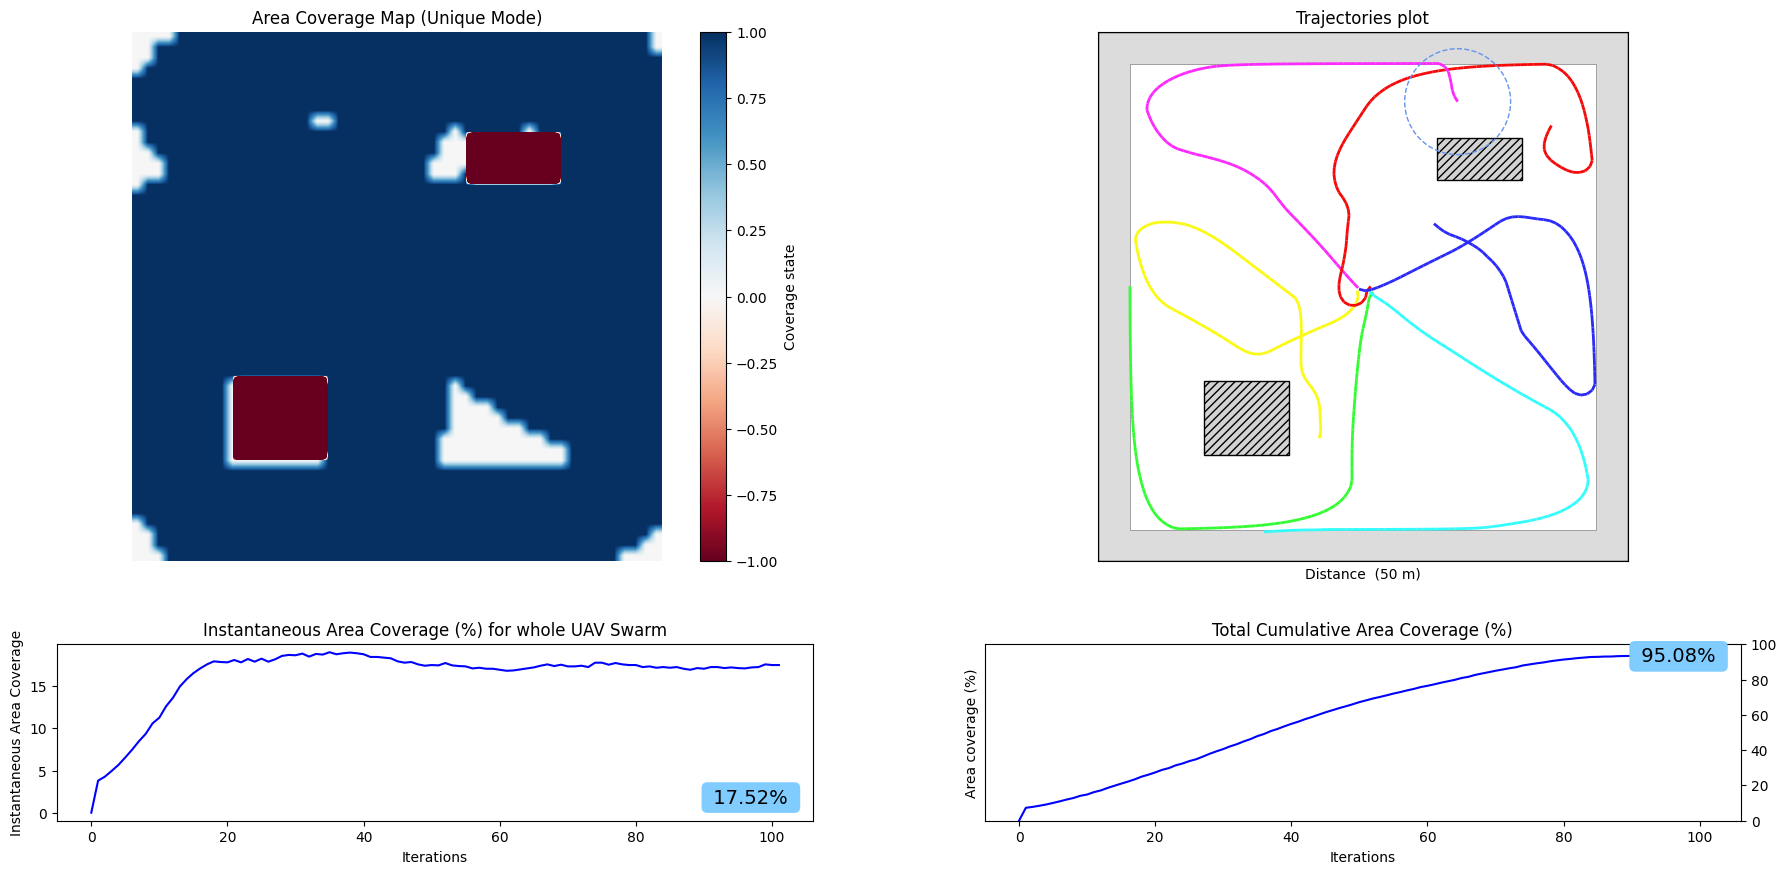 Area Coverage Map (Unique Mode)
1.00
0.75
0.50
0.25
0.00
−0.25
−0.50
−0.75
−1.00
Coverage state
Trajectories plot
Distance  (50 m)
Instantaneous Area Coverage (%) for whole UAV Swarm
Instantaneous Area Coverage
15
10
5
0
17.52%
0 20 40 60 80 100
Iterations
Total Cumulative Area Coverage (%)
Area coverage (%)
95.08%
100
80
60
40
20
0
0 20 40 60 80 100
Iterations